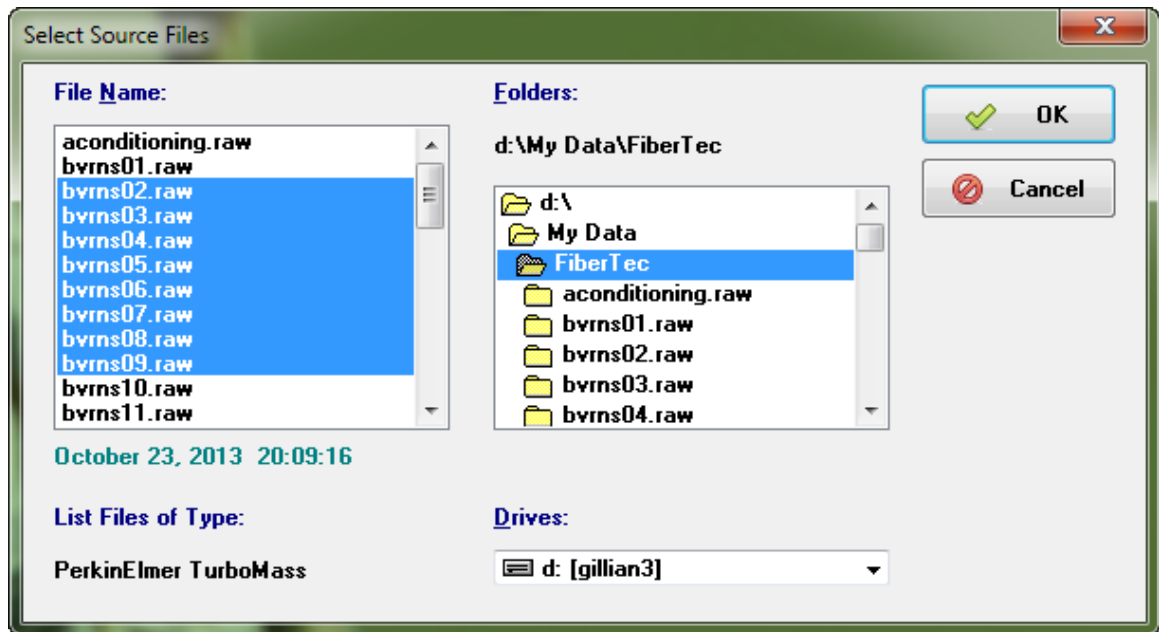 Select Source Files
File Name:
aconditioning.raw
bvrns01.raw
bvrns02.raw
bvrns03.raw
bvrns04.raw
bvrns05.raw
bvrns06.raw
bvrns07.raw
bvrns08.raw
bvrns09.raw
bvrns10.raw
bvrns11.raw
October 23, 2013 20:09:16
List Files of Type:
PerkinElmer TurboMass
Folders:
d:\My Data\FiberTec
d:\
My Data
FiberTec
aconditioning.raw
bvrns01.raw
bvrns02.raw
bvrns03.raw
bvrns04.raw
Drives:
d: [gillian3]
OK
Cancel